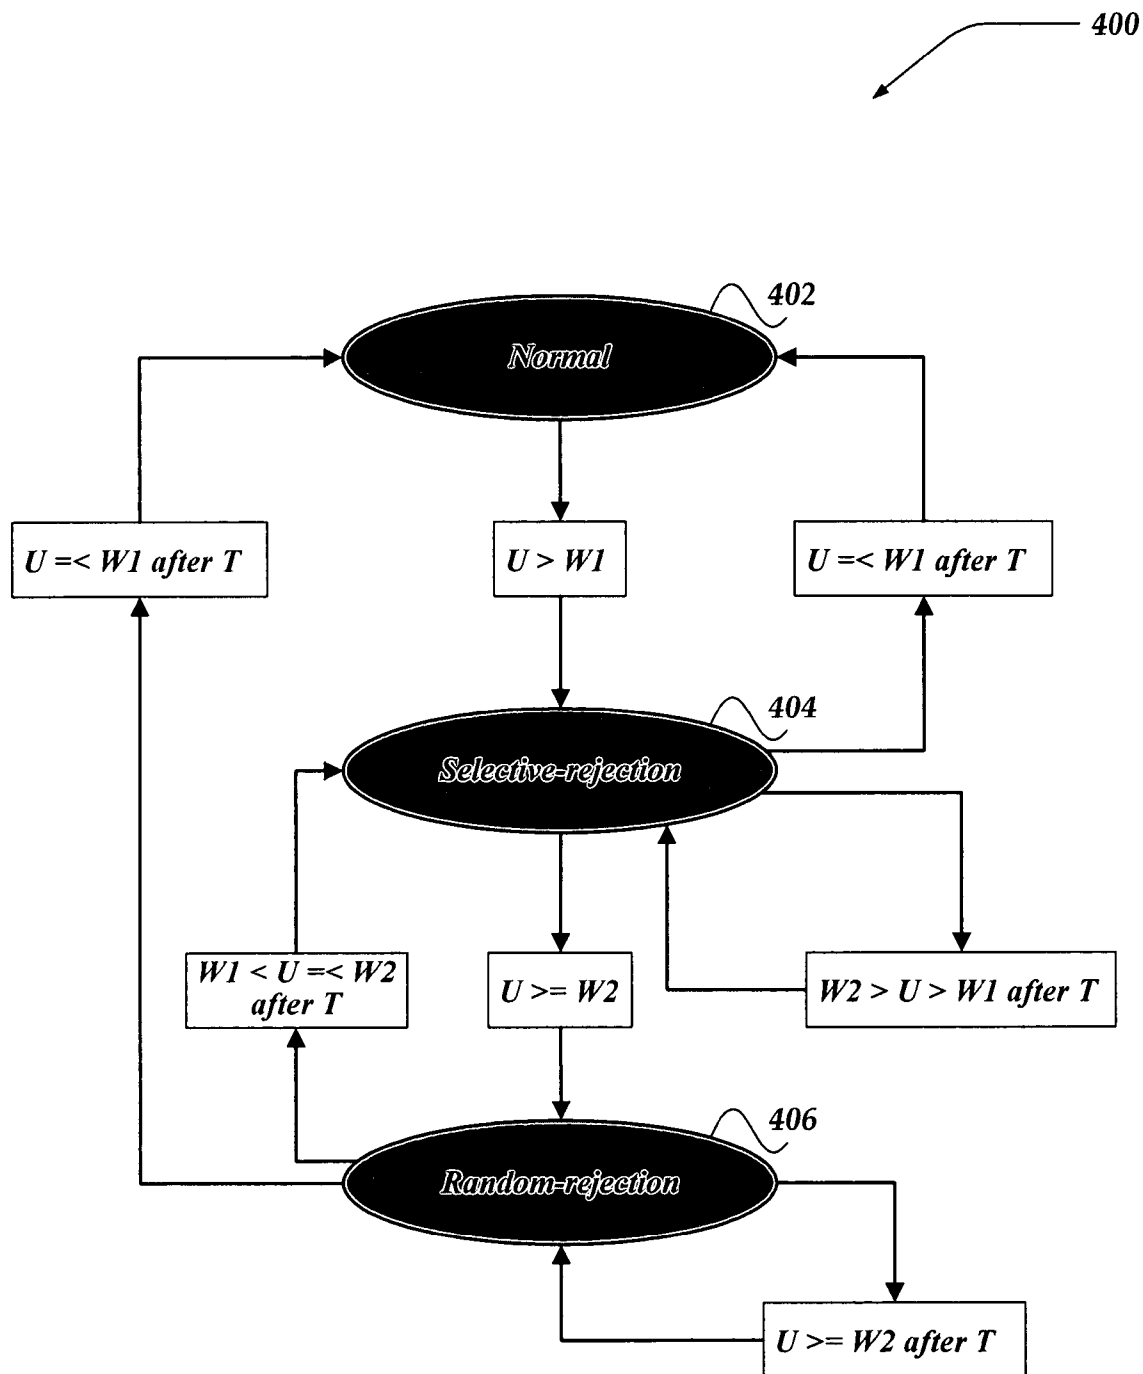 400
402
Normal
U =< W1 after T
U > W1
U =< W1 after T
404
Selective-rejection
W1 < U =< W2
after T
U >= W2
W2 > U > W1 after T
406
Random-rejection
U >= W2 after T